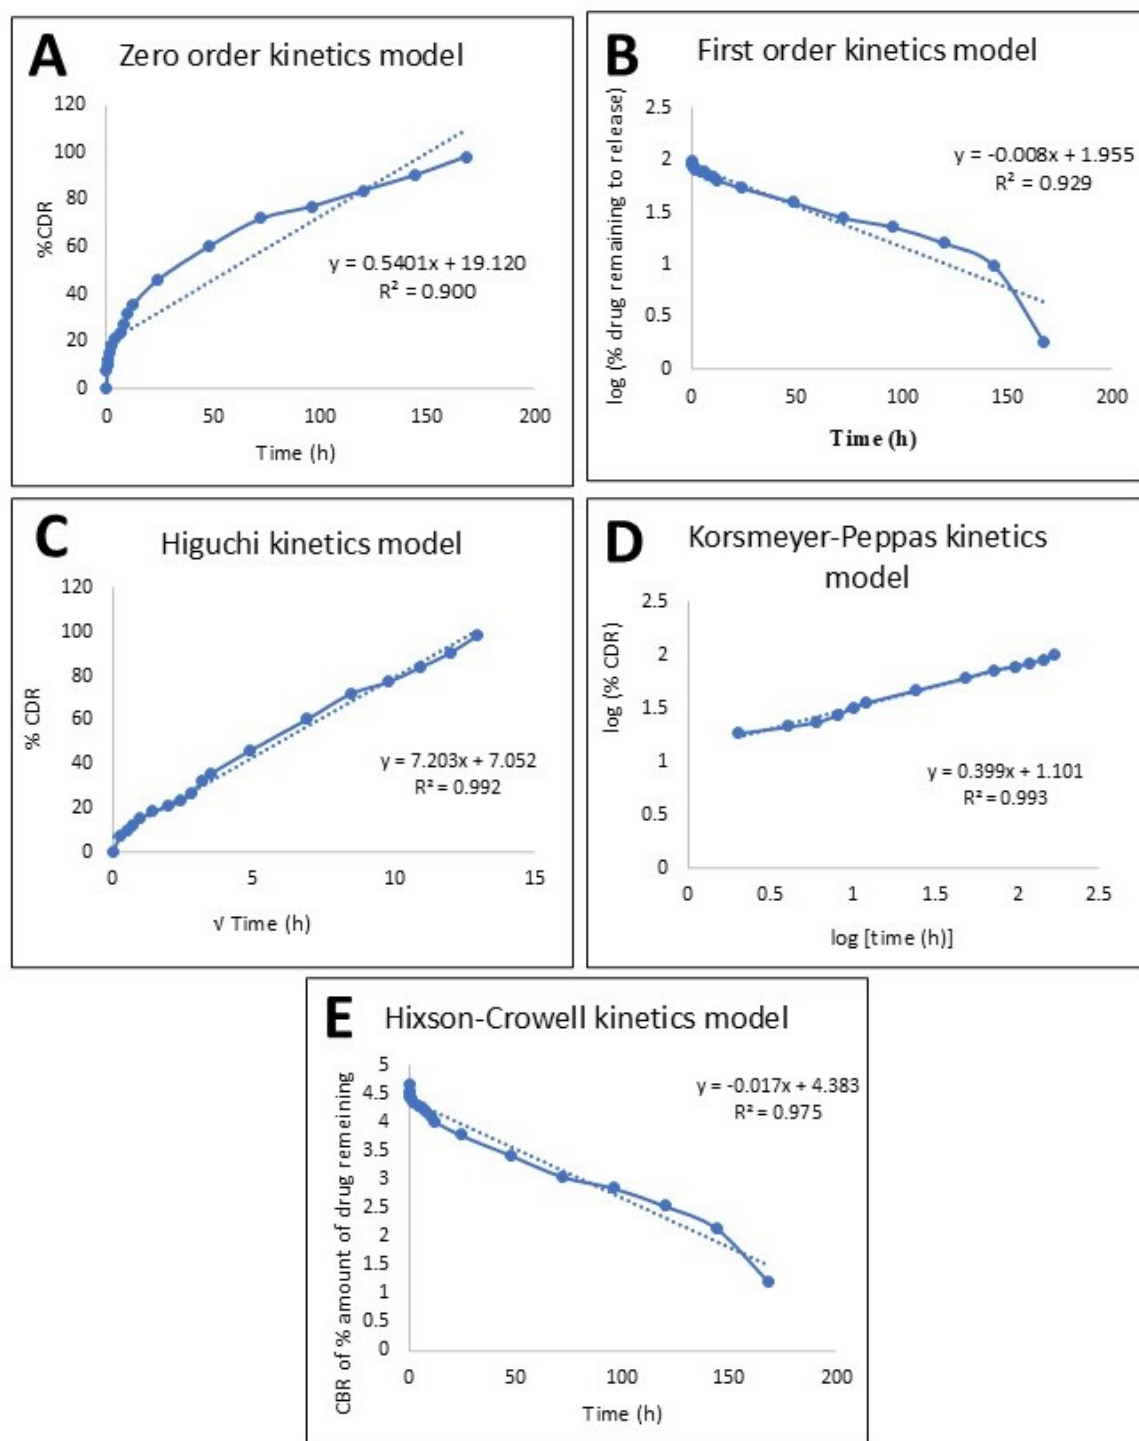 A
Zero order kinetics model
%CDR
120
100
80
60
40
20
0
y = 0.5401x + 19.120
R² = 0.900
0 50 100 150 200
Time (h)
B
First order kinetics model
log (% drug remaining to release)
2.5
2
1.5
1
0.5
0
y = -0.008x + 1.955
R² = 0.929
0 50 100 150 200
Time (h)
C
Higuchi kinetics model
% CDR
120
100
80
60
40
20
0
y = 7.203x + 7.052
R² = 0.992
0 5 10 15
√ Time (h)
D
Korsmeyer-Peppas kinetics
model
log (% CDR)
2.5
2
1.5
1
0.5
0
y = 0.399x + 1.101
R² = 0.993
0 0.5 1 1.5 2 2.5
log [time (h)]
E
Hixson-Crowell kinetics model
CBR of % amount of drug remaining
5
4.5
4
3.5
3
2.5
2
1.5
1
0.5
0
y = -0.017x + 4.383
R² = 0.975
0 50 100 150 200
Time (h)